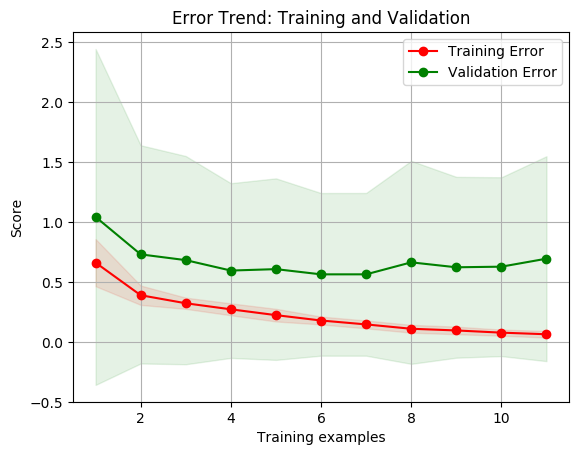 Error Trend: Training and Validation
Training Error
Validation Error
Score
2.5
2.0
1.5
1.0
0.5
0.0
−0.5
2 4 6 8 10
Training examples